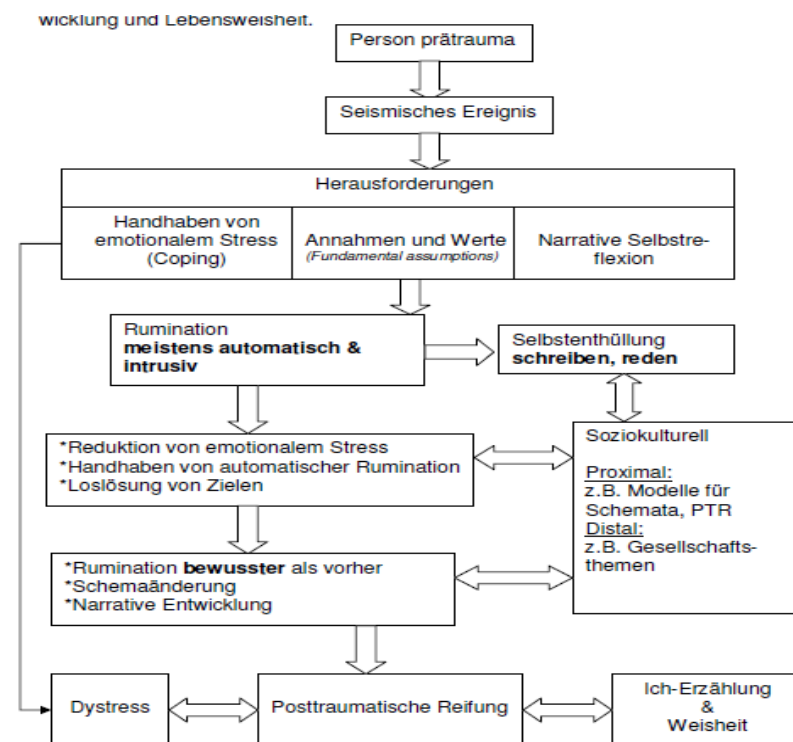 wicklung und Lebensweisheit.
Person prätrauma
Seismisches Ereignis
Herausforderungen
Handhaben von
emotionalem Stress
(Coping)
Annahmen und Werte
(Fundamental assumptions)
Narrative Selbstre-
flexion
Rumination
meistens automatisch &
intrusiv
Selbstenthüllung
schreiben, reden
*Reduktion von emotionalem Stress
*Handhaben von automatischer Rumination
*Loslösung von Zielen
Soziokulturell
Proximal:
z.B. Modelle für
Schemata, PTR
Distal:
z.B. Gesellschafts-
themen
*Rumination bewusster als vorher
*Schemaänderung
*Narrative Entwicklung
Dystress
Posttraumatische Reifung
Ich-Erzählung
&
Weisheit